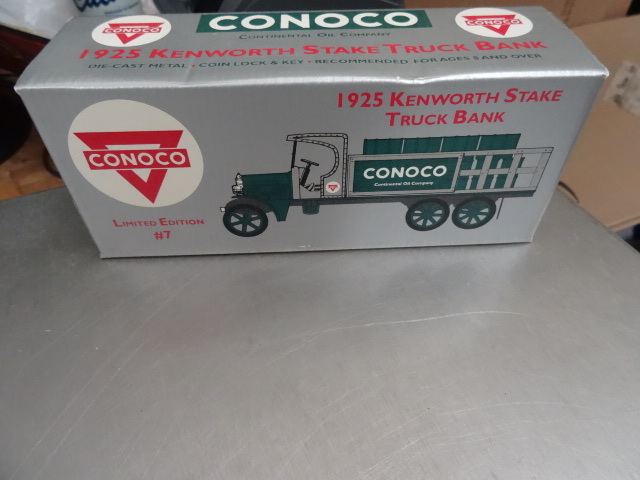 CONOCO
CONOCO
CONOCO
CONTINENTAL OIL COMPANY
1925 KENWORTH STAKE TRUCK BANK
DIE-CAST METAL · COIN LOCK & KEY · RECOMMENDED FOR AGES 5 AND OVER
1925 KENWORTH STAKE
TRUCK BANK
CONOCO
LIMITED EDITION
#7
CONOCO
Continental Oil Company